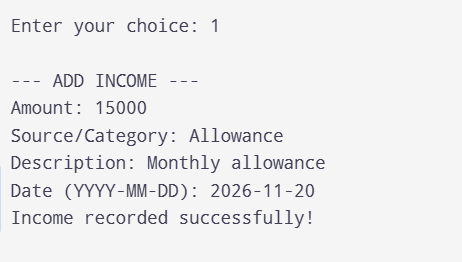 Enter your choice: 1
--- ADD INCOME ---
Amount: 15000
Source/Category: Allowance
Description: Monthly allowance
Date (YYYY-MM-DD): 2026-11-20
Income recorded successfully!